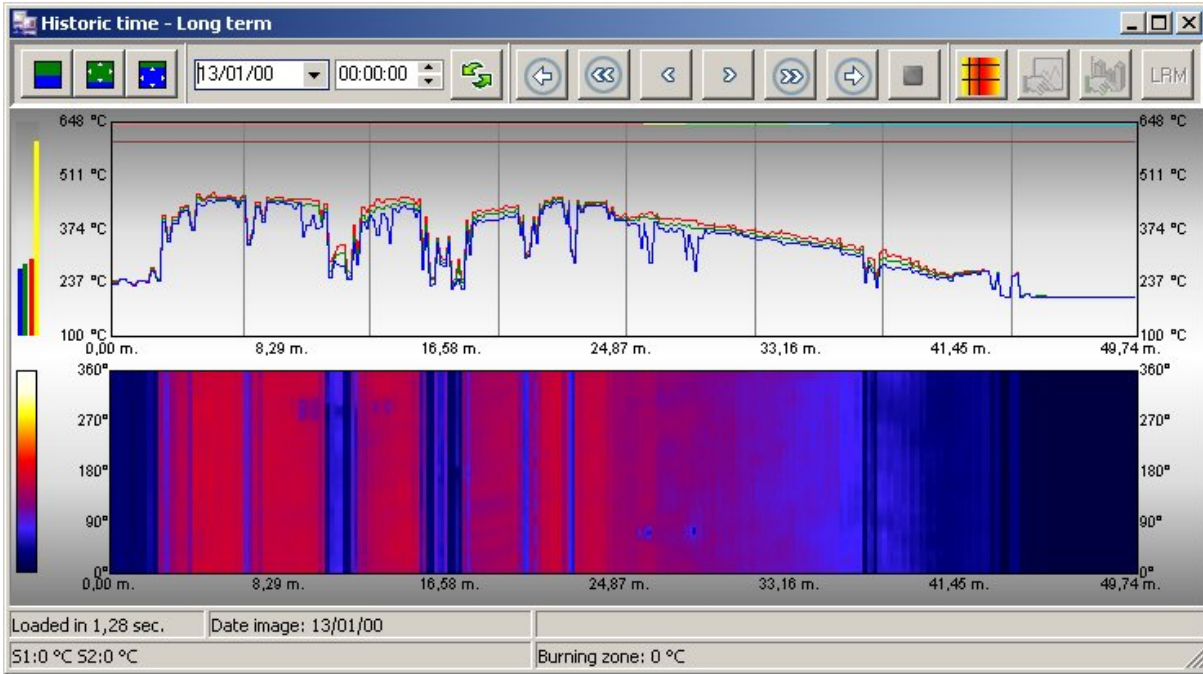 Historic time - Long term
13/01/00 00:00:00 LRM
648 °C 648 °C
511 °C 511 °C
374 °C 374 °C
237 °C 237 °C
100 °C 100 °C
0,00 m. 8,29 m. 16,58 m. 24,87 m. 33,16 m. 41,45 m. 49,74 m.
360° 360°
270° 270°
180° 180°
90° 90°
0° 0°
0,00 m. 8,29 m. 16,58 m. 24,87 m. 33,16 m. 41,45 m. 49,74 m.
Loaded in 1,28 sec. Date image: 13/01/00
S1:0 °C S2:0 °C Burning zone: 0 °C